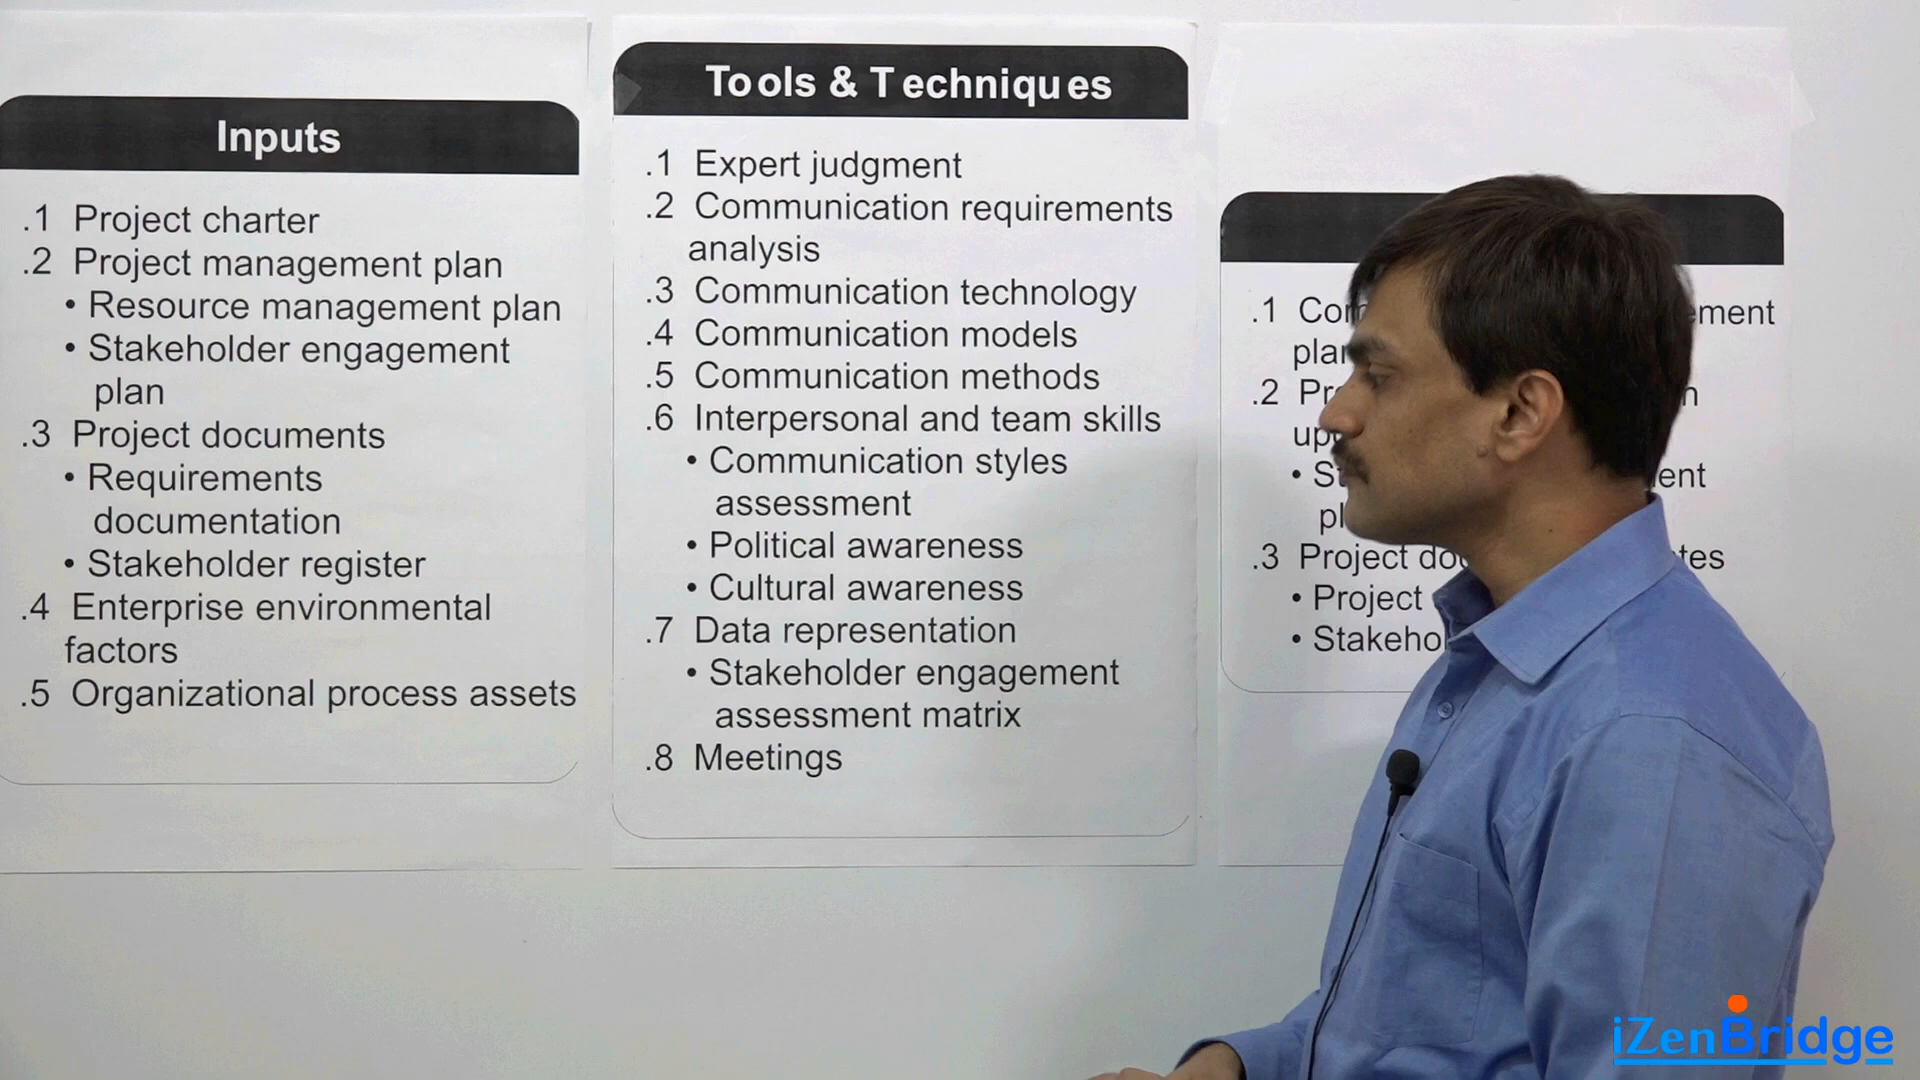 Inputs
.1 Project charter
.2 Project management plan
• Resource management plan
• Stakeholder engagement
plan
.3 Project documents
• Requirements
documentation
• Stakeholder register
.4 Enterprise environmental
factors
.5 Organizational process assets
Tools & Techniques
.1 Expert judgment
.2 Communication requirements
analysis
.3 Communication technology
.4 Communication models
.5 Communication methods
.6 Interpersonal and team skills
• Communication styles
assessment
• Political awareness
• Cultural awareness
.7 Data representation
• Stakeholder engagement
assessment matrix
.8 Meetings
.1
.2
.3 Project
• Project
iZenBridge